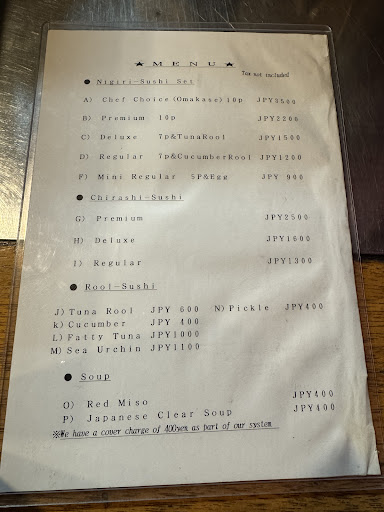 ★ MENU ★
Tax not included
● Nigiri-Sushi Set
A) Chef Choice(Omakase)10p JPY3500
B) Premium 10p JPY2200
C) Deluxe 7p&TunaRool JPY1500
D) Regular 7p&CucumberRool JPY1200
F) Mini Regular 5P&Egg JPY 900
● Chirashi-Sushi
G) Premium JPY2500
H) Deluxe JPY1600
I) Regular JPY1300
● Rool-Sushi
J) Tuna Rool JPY 600 N) Pickle JPY400
K) Cucumber JPY 400
L) Fatty Tuna JPY1000
M) Sea Urchin JPY1100
● Soup
O) Red Miso JPY400
P) Japanese Clear Soup JPY400
※We have a cover charge of 400yen as part of our system